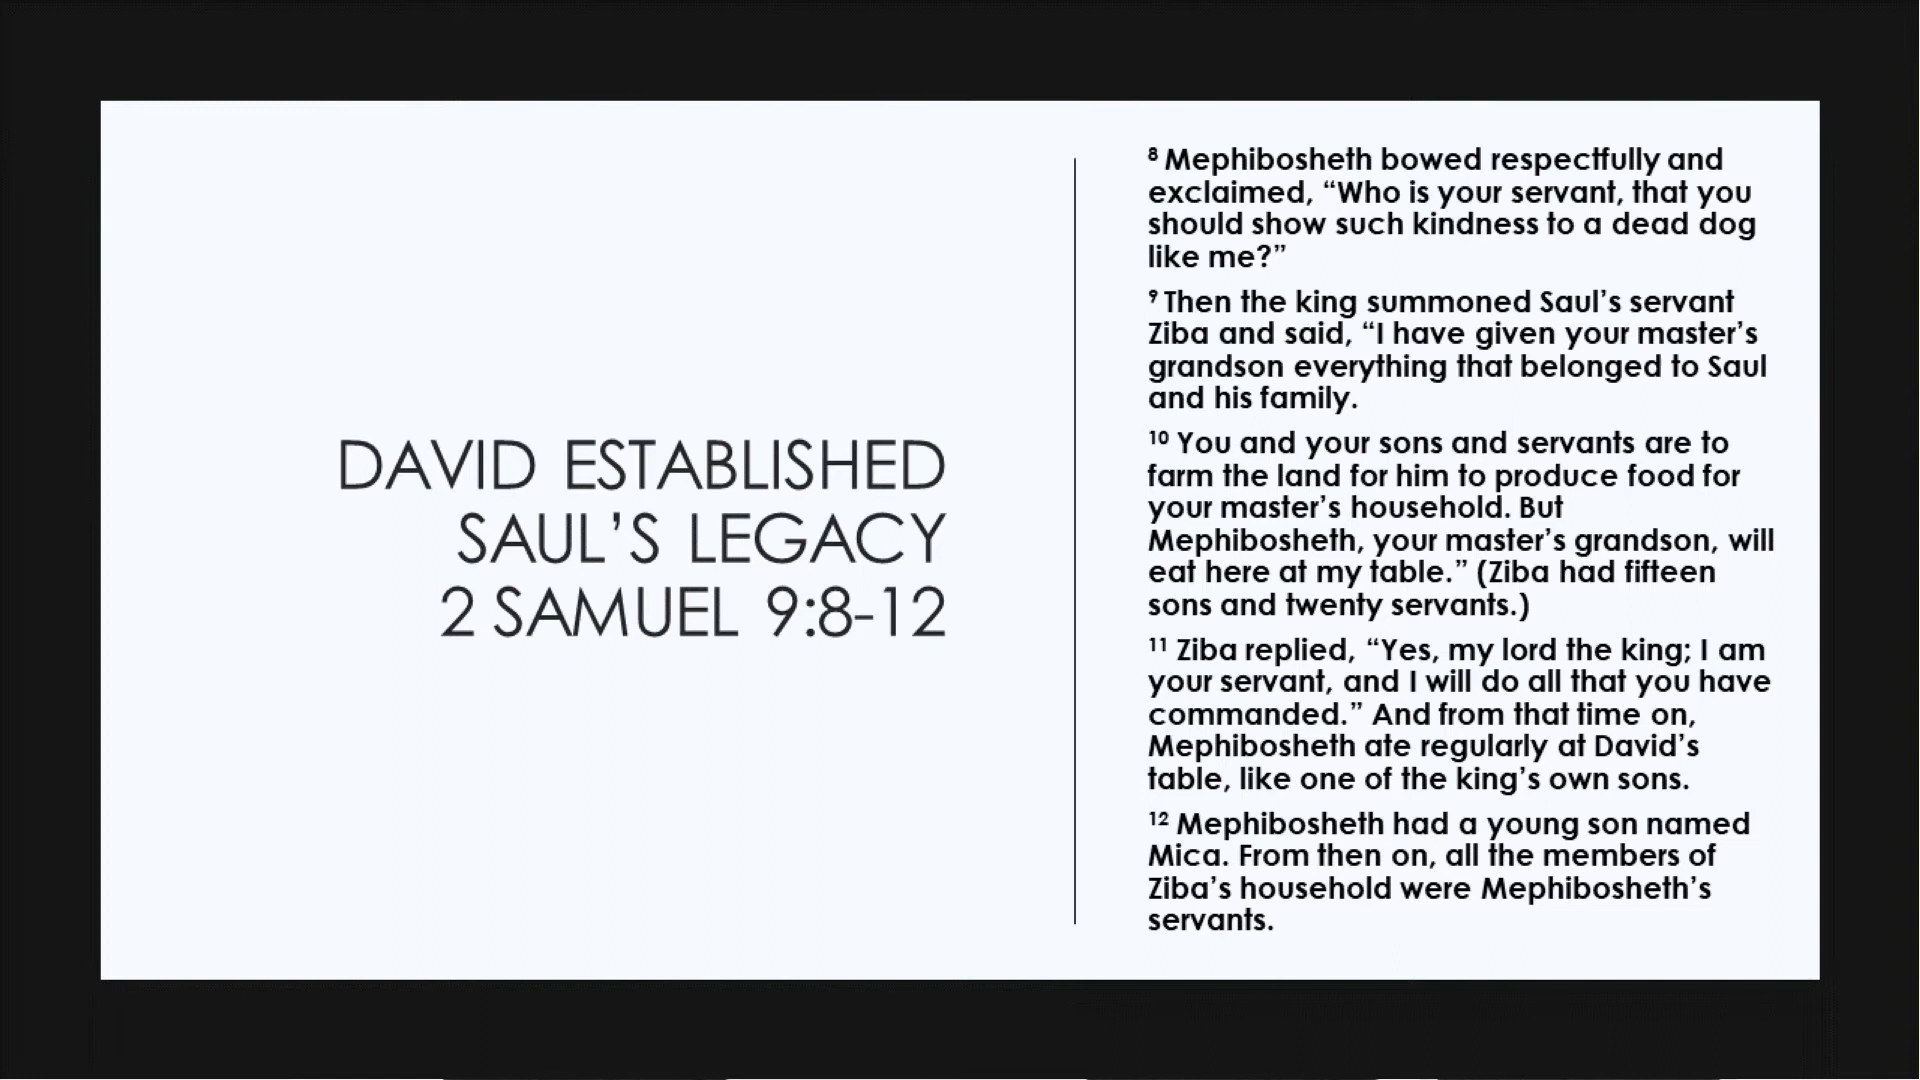 DAVID ESTABLISHED
SAUL’S LEGACY
2 SAMUEL 9:8-12
⁸ Mephibosheth bowed respectfully and
exclaimed, “Who is your servant, that you
should show such kindness to a dead dog
like me?”
⁹ Then the king summoned Saul’s servant
Ziba and said, “I have given your master’s
grandson everything that belonged to Saul
and his family.
¹⁰ You and your sons and servants are to
farm the land for him to produce food for
your master’s household. But
Mephibosheth, your master’s grandson, will
eat here at my table.” (Ziba had fifteen
sons and twenty servants.)
¹¹ Ziba replied, “Yes, my lord the king; I am
your servant, and I will do all that you have
commanded.” And from that time on,
Mephibosheth ate regularly at David’s
table, like one of the king’s own sons.
¹² Mephibosheth had a young son named
Mica. From then on, all the members of
Ziba’s household were Mephibosheth’s
servants.